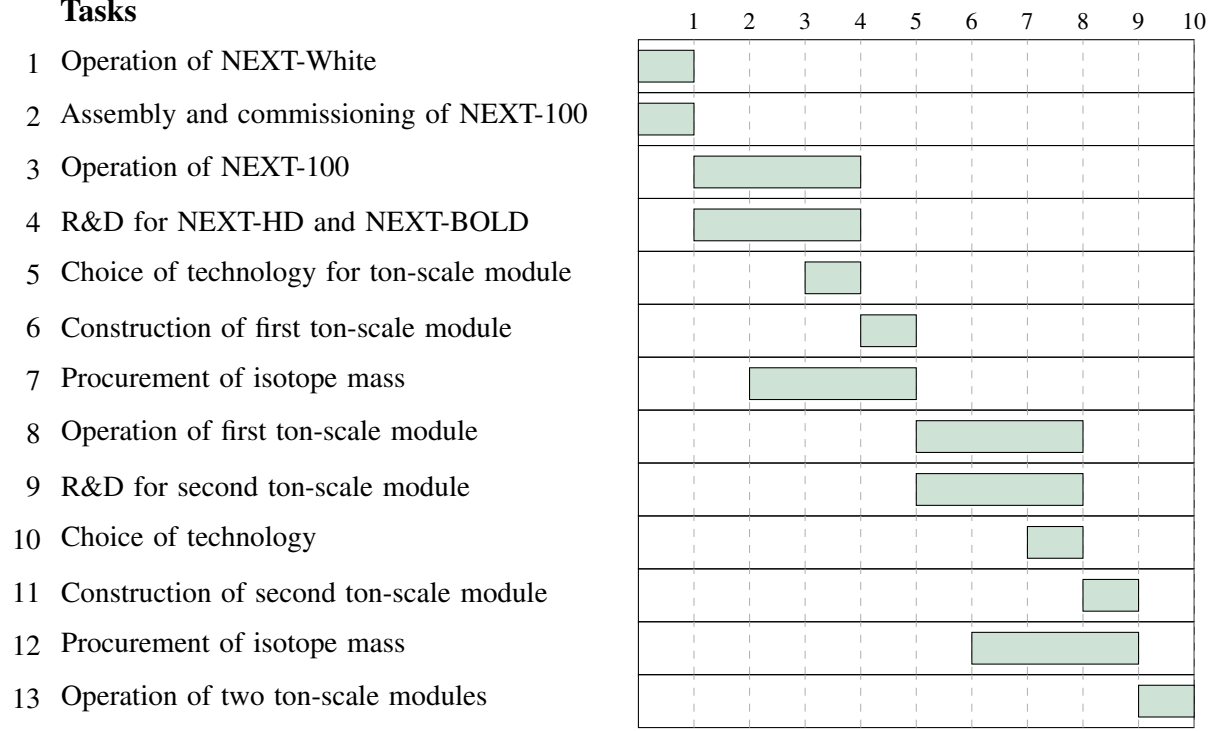 Tasks
1 2 3 4 5 6 7 8 9 10
1 Operation of NEXT-White
2 Assembly and commissioning of NEXT-100
3 Operation of NEXT-100
4 R&D for NEXT-HD and NEXT-BOLD
5 Choice of technology for ton-scale module
6 Construction of first ton-scale module
7 Procurement of isotope mass
8 Operation of first ton-scale module
9 R&D for second ton-scale module
10 Choice of technology
11 Construction of second ton-scale module
12 Procurement of isotope mass
13 Operation of two ton-scale modules